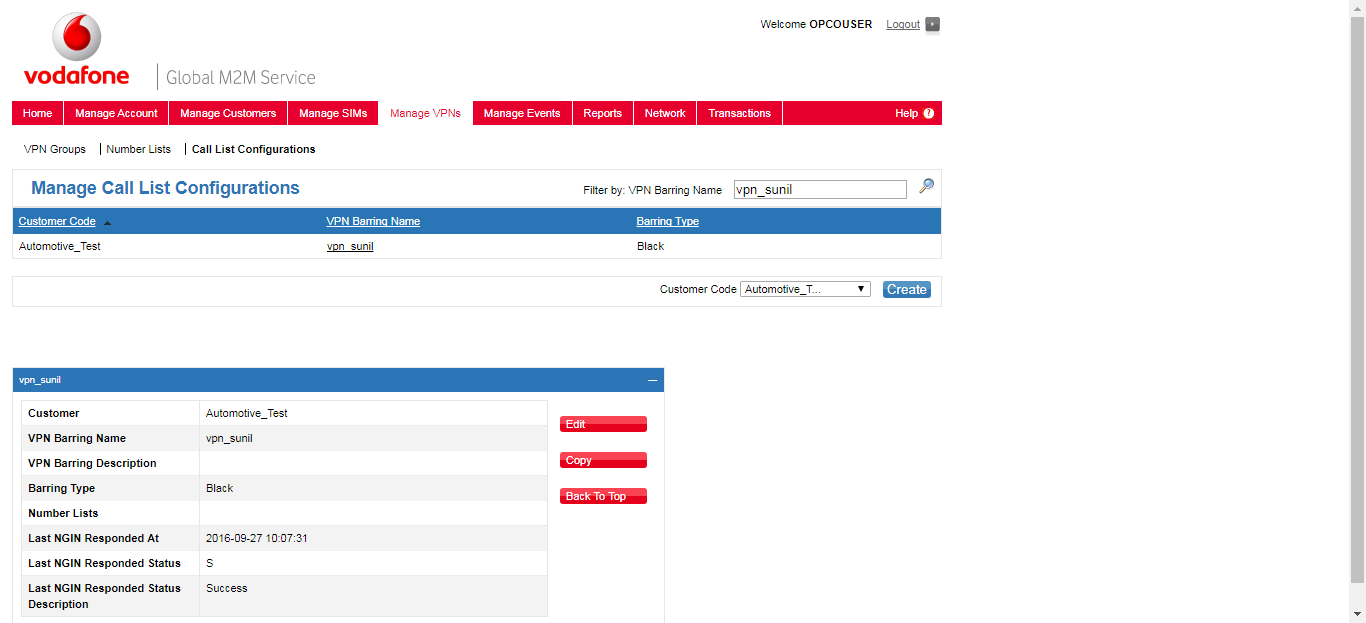 Welcome OPCOUSER Logout
vodafone
Global M2M Service
Home Manage Account Manage Customers Manage SIMs Manage VPNs Manage Events Reports Network Transactions Help ?
VPN Groups Number Lists Call List Configurations
Manage Call List Configurations Filter by: VPN Barring Name vpn_sunil
Customer Code VPN Barring Name Barring Type
Automotive_Test vpn_sunil Black
Customer Code Automotive_T... Create
vpn_sunil
Customer Automotive_Test
Edit
VPN Barring Name vpn_sunil
Copy
VPN Barring Description
Barring Type Black
Back To Top
Number Lists
Last NGIN Responded At 2016-09-27 10:07:31
Last NGIN Responded Status S
Last NGIN Responded Status Success
Description